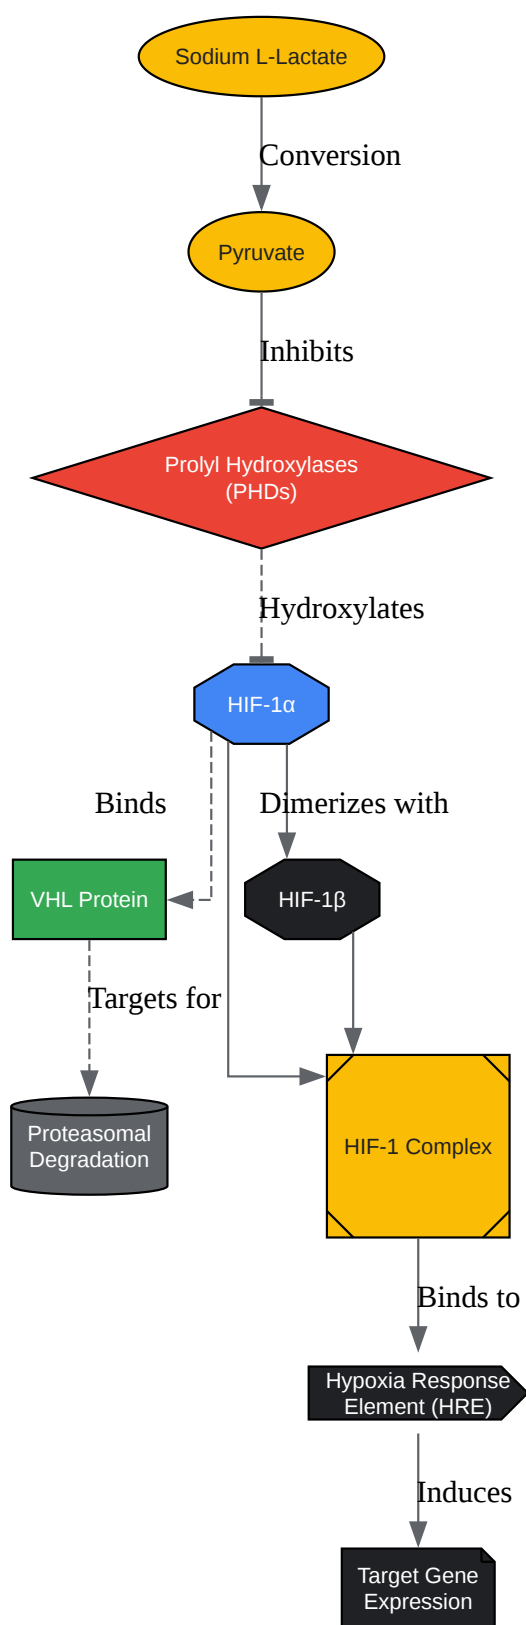 Sodium L-Lactate
Conversion
Pyruvate
Inhibits
Prolyl Hydroxylases
(PHDs)
Hydroxylates
HIF-1α
Binds
Dimerizes with
VHL Protein
HIF-1β
Targets for
Proteasomal
Degradation
HIF-1 Complex
Binds to
Hypoxia Response
Element (HRE)
Induces
Target Gene
Expression